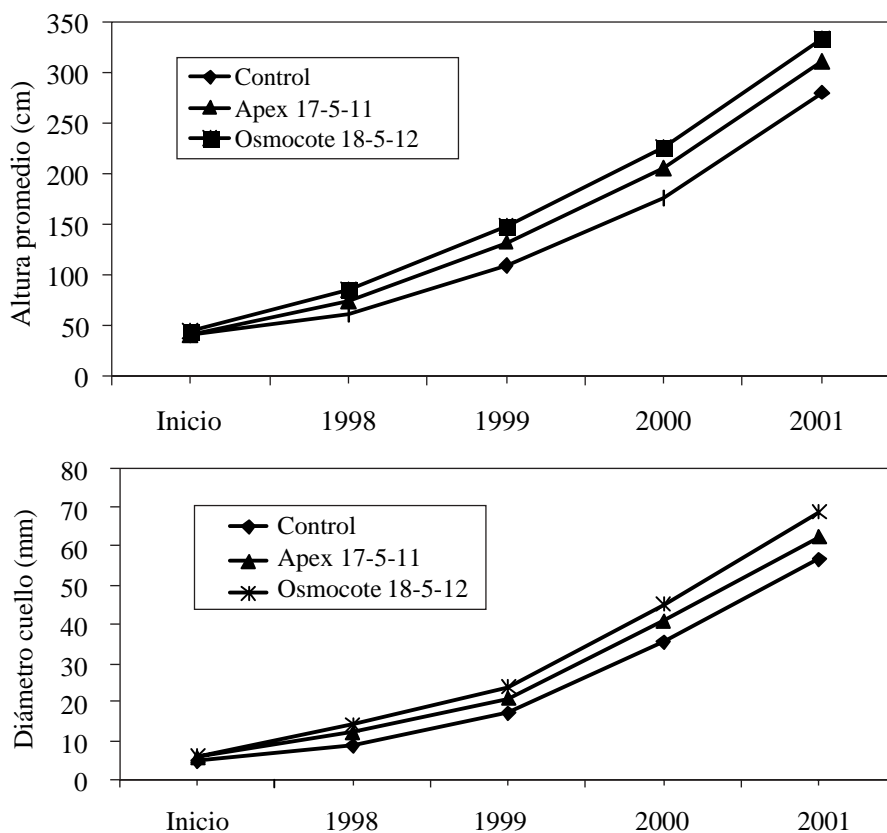 350
300
250
200
150
100
50
0
Altura promedio (cm)
Control
Apex 17-5-11
Osmocote 18-5-12
Inicio 1998 1999 2000 2001
80
70
60
50
40
30
20
10
0
Diámetro cuello (mm)
Control
Apex 17-5-11
Osmocote 18-5-12
Inicio 1998 1999 2000 2001